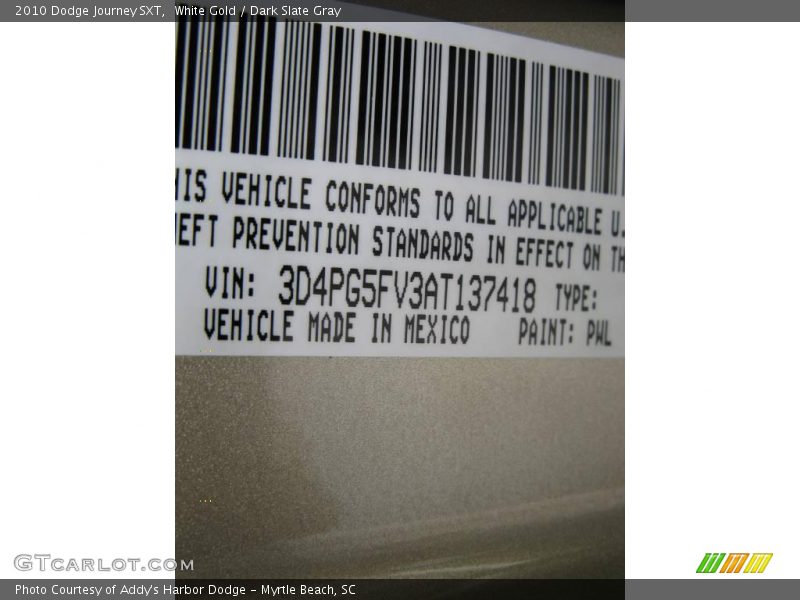 2010 Dodge Journey SXT,  White Gold / Dark Slate Gray
HIS VEHICLE CONFORMS TO ALL APPLICABLE U.
EFT PREVENTION STANDARDS IN EFFECT ON TH
VIN: 3D4PG5FV3AT137418 TYPE:
VEHICLE MADE IN MEXICO PAINT: PWL
GTcarlot.com
Photo Courtesy of Addy's Harbor Dodge - Myrtle Beach, SC